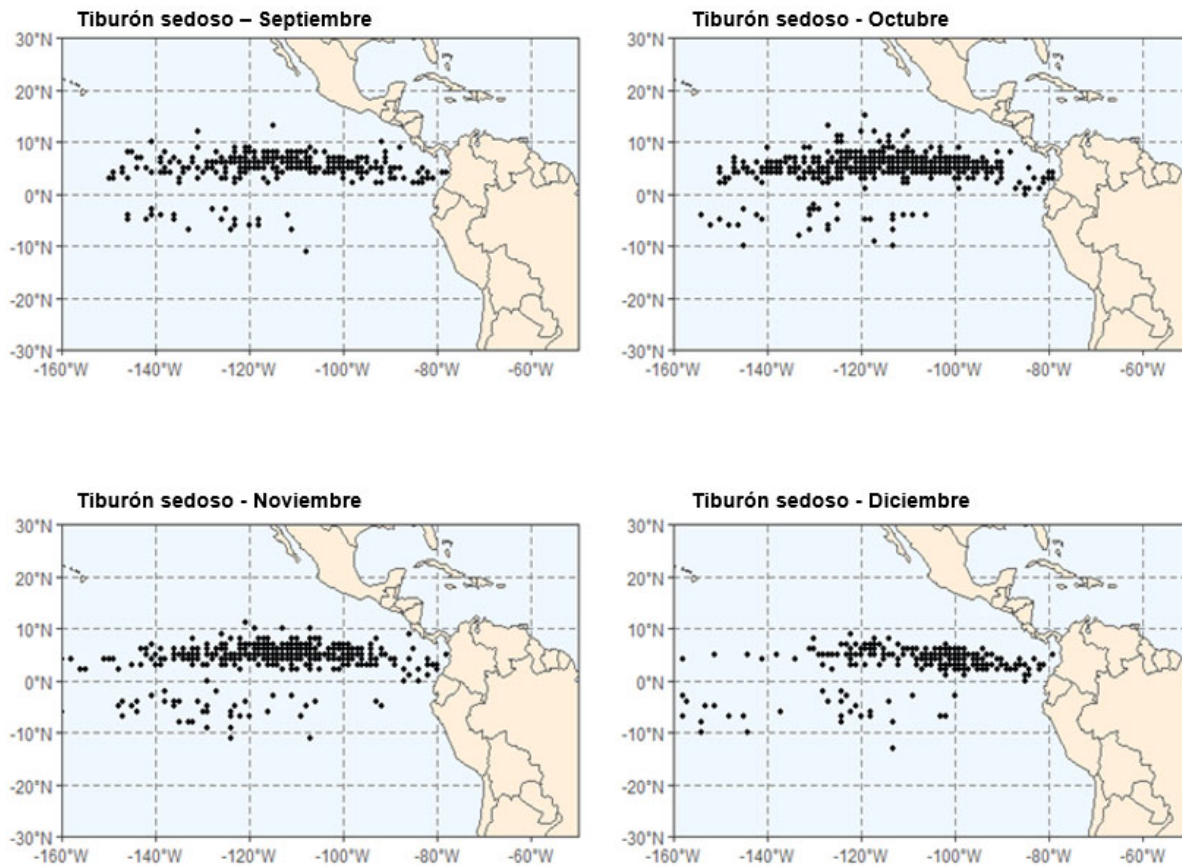 Tiburón sedoso – Septiembre
30°N
20°N
10°N
0°N
-10°N
-20°N
-30°N
-160°W -140°W -120°W -100°W -80°W -60°W
Tiburón sedoso - Octubre
30°N
20°N
10°N
0°N
-10°N
-20°N
-30°N
-160°W -140°W -120°W -100°W -80°W -60°W
Tiburón sedoso - Noviembre
30°N
20°N
10°N
0°N
-10°N
-20°N
-30°N
-160°W -140°W -120°W -100°W -80°W -60°W
Tiburón sedoso - Diciembre
30°N
20°N
10°N
0°N
-10°N
-20°N
-30°N
-160°W -140°W -120°W -100°W -80°W -60°W